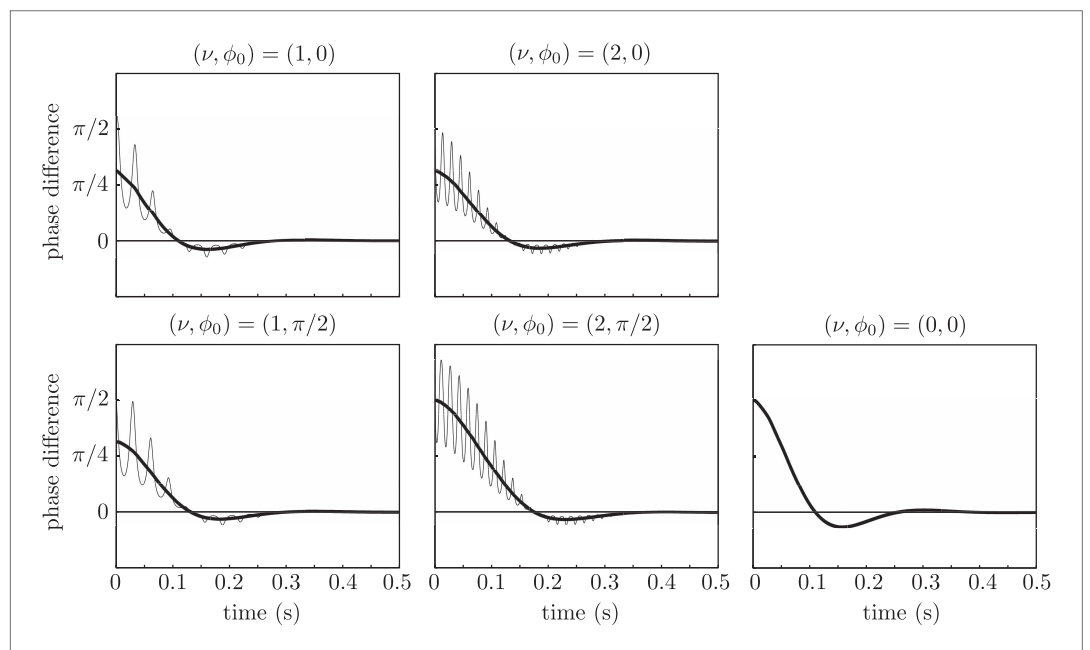 (ν, ϕ₀) = (1, 0)
(ν, ϕ₀) = (2, 0)
phase difference
π/2
π/4
0
(ν, ϕ₀) = (1, π/2)
(ν, ϕ₀) = (2, π/2)
(ν, ϕ₀) = (0, 0)
phase difference
π/2
π/4
0
0 0.1 0.2 0.3 0.4 0.5
0 0.1 0.2 0.3 0.4 0.5
0 0.1 0.2 0.3 0.4 0.5
time (s)
time (s)
time (s)